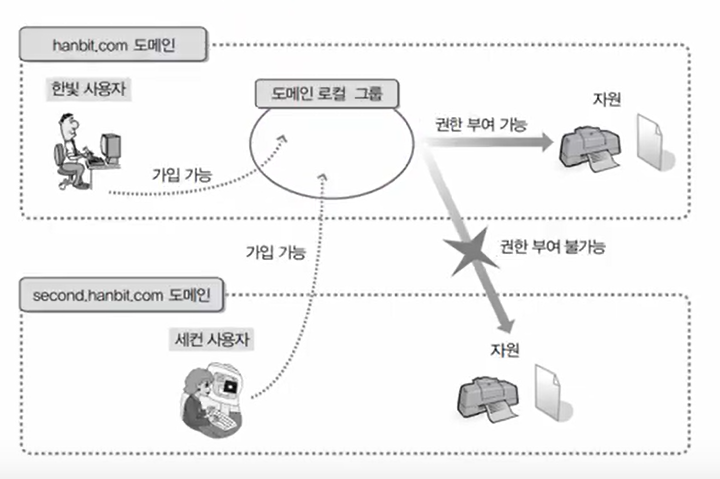 hanbit.com 도메인
한빛 사용자
도메인 로컬 그룹
자원
권한 부여 가능
가입 가능
가입 가능
권한 부여 불가능
second.hanbit.com 도메인
세컨 사용자
자원